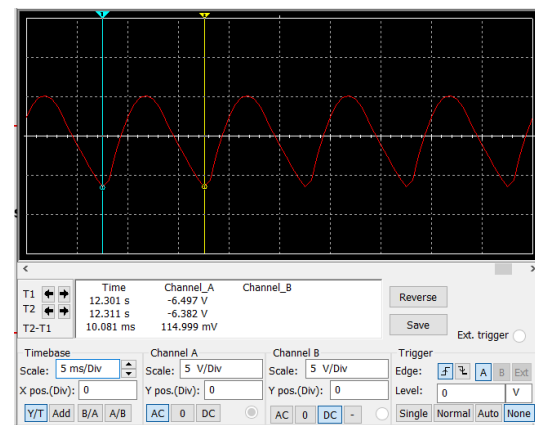 Time Channel_A Channel_B
T1 12.301 s -6.497 V
T2 12.311 s -6.382 V
T2-T1 10.081 ms 114.999 mV
Reverse
Save
Ext. trigger
Timebase
Scale: 5 ms/Div
X pos.(Div): 0
Y/T Add B/A A/B
Channel A
Scale: 5 V/Div
Y pos.(Div): 0
AC 0 DC
Channel B
Scale: 5 V/Div
Y pos.(Div): 0
AC 0 DC -
Trigger
Edge: A B Ext
Level: 0 V
Single Normal Auto None